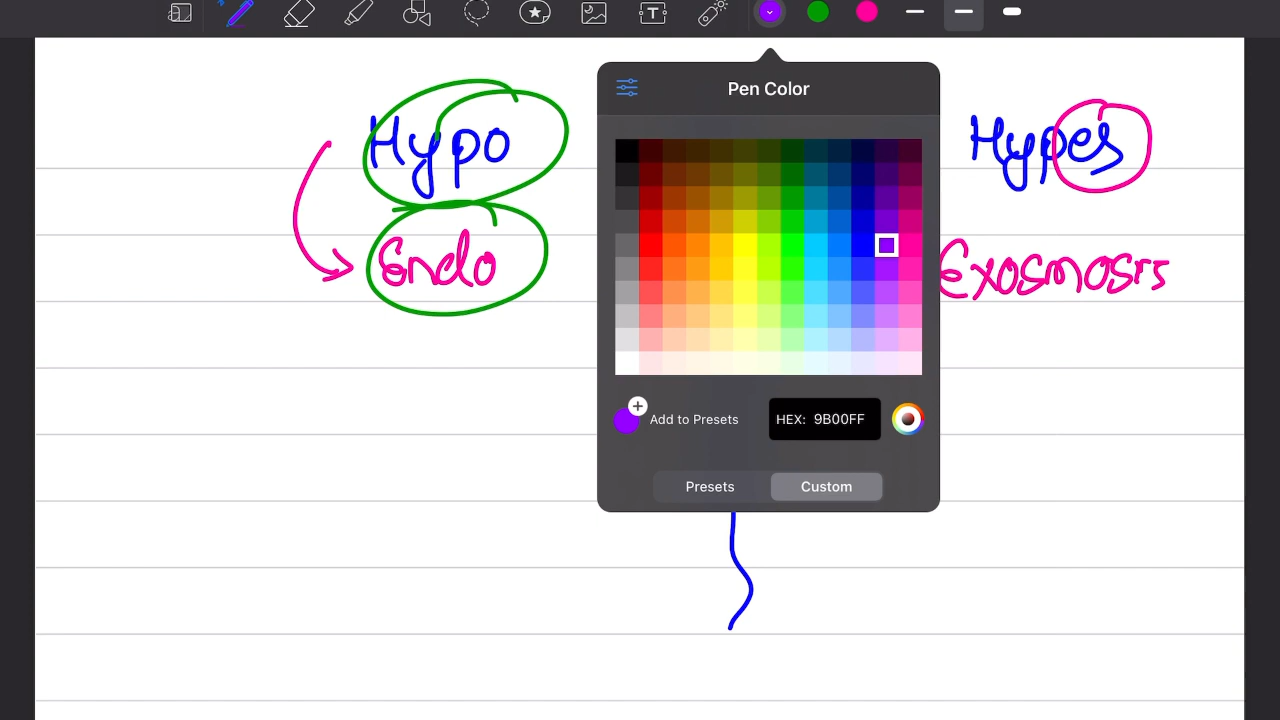 Pen Color
Hypo
Hyper
Endo
Exosmosis
Add to Presets
HEX: 9B00FF
Presets
Custom